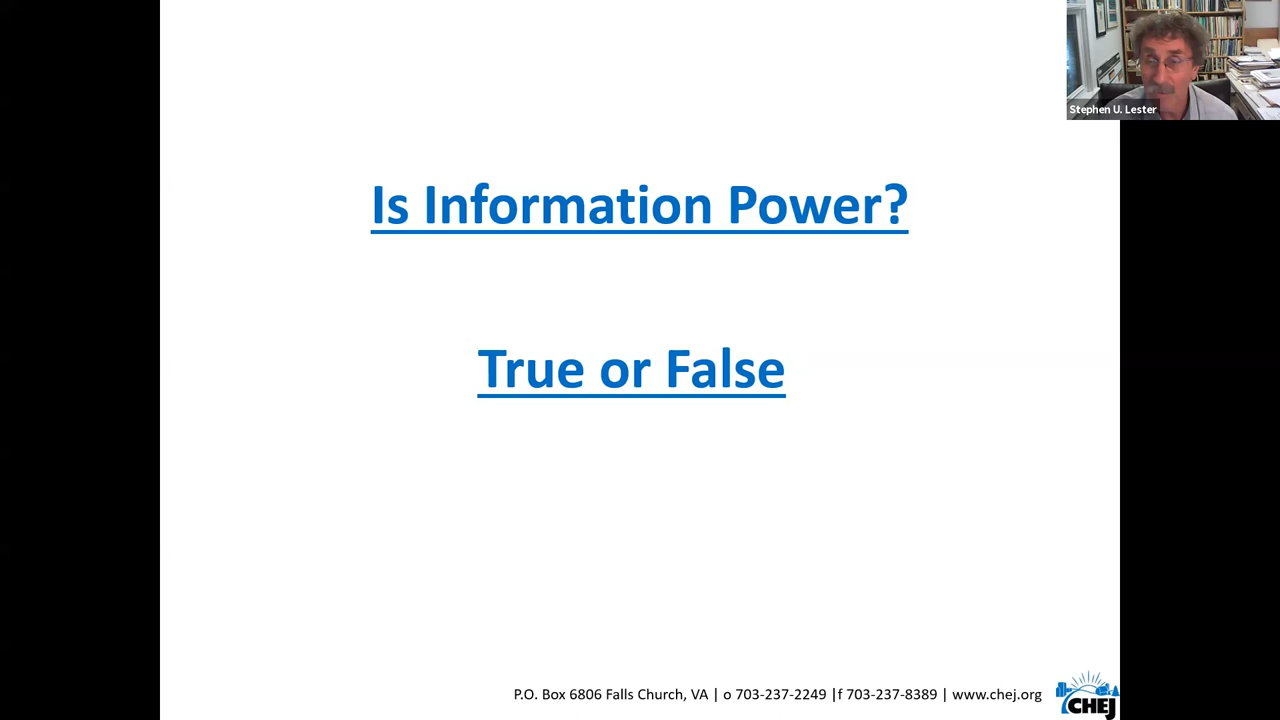 Stephen U. Lester
Is Information Power?
True or False
P.O. Box 6806 Falls Church, VA | o 703-237-2249 |f 703-237-8389 | www.chej.org
CHEJ